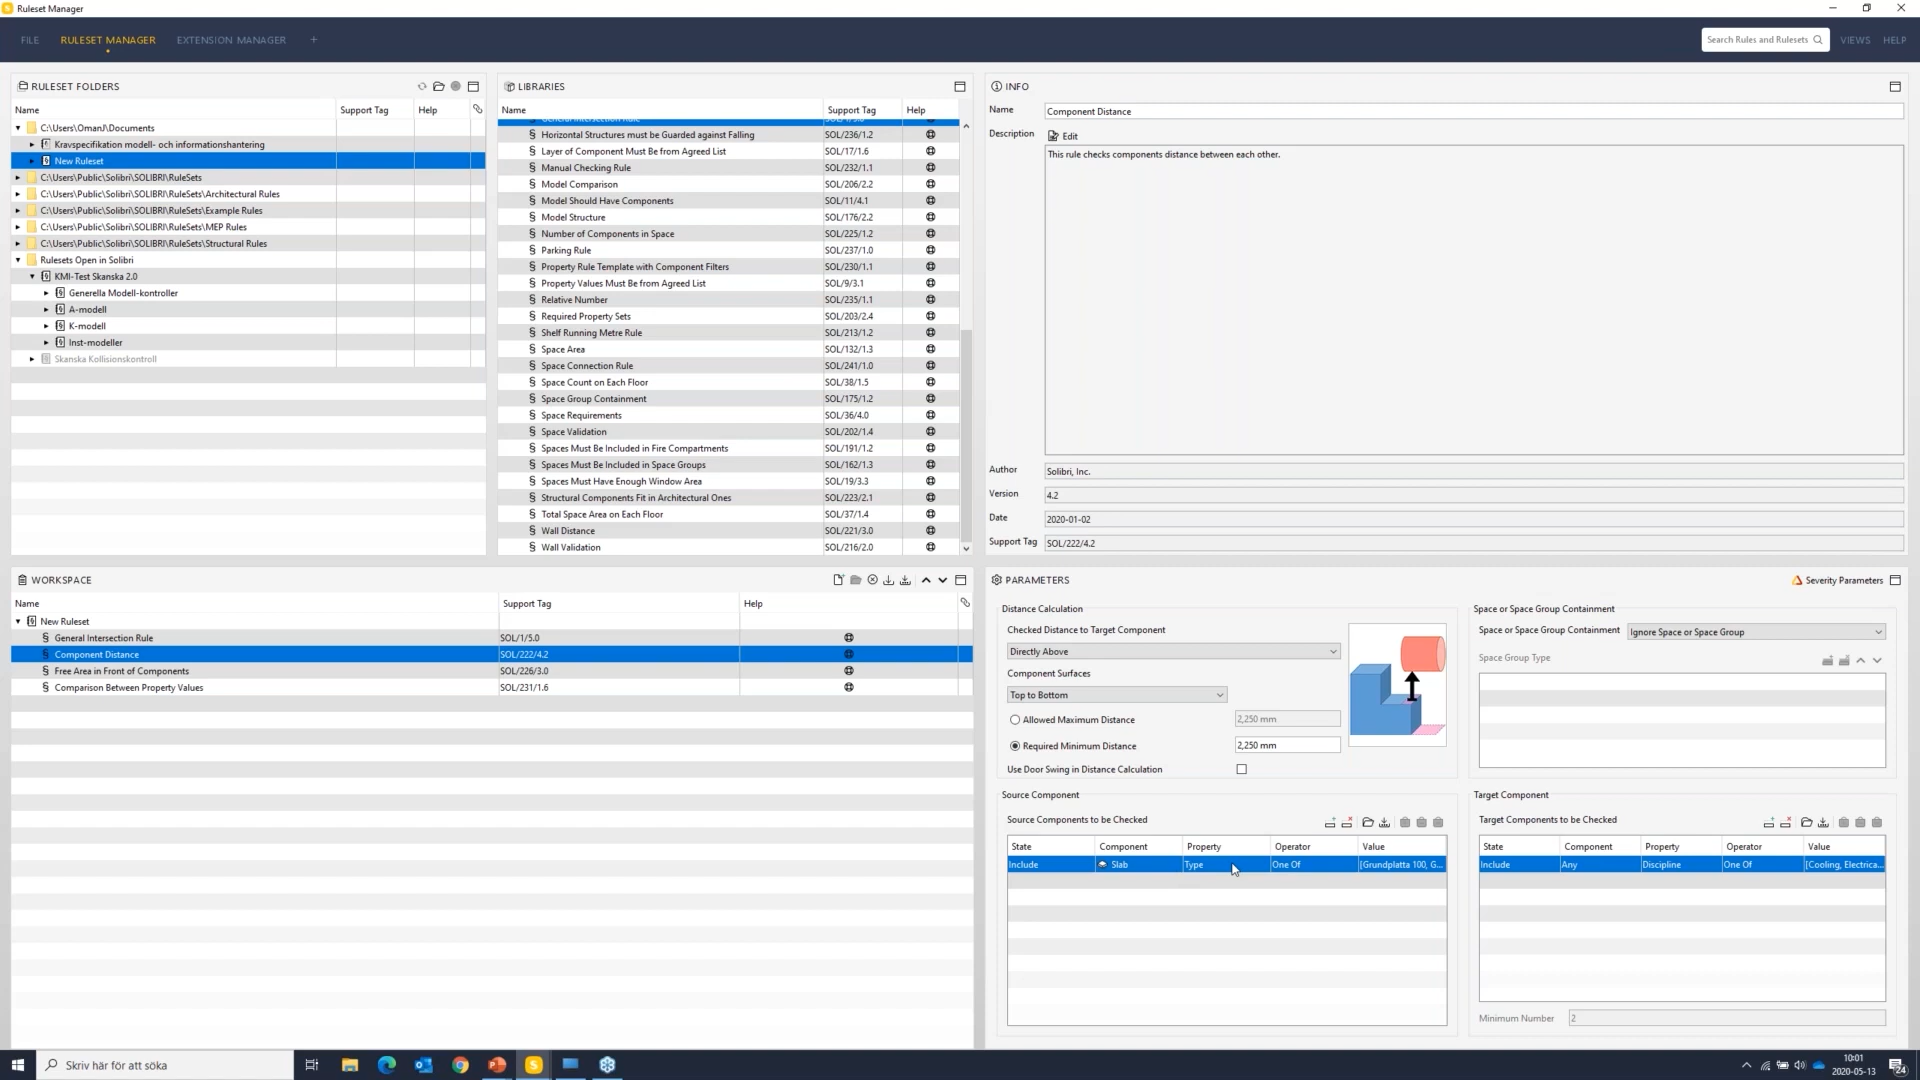 Ruleset Manager
FILE RULESET MANAGER EXTENSION MANAGER + Search Rules and Rulesets VIEWS HELP
RULESET FOLDERS
Name Support Tag Help
C:\Users\OmanJ\Documents
Kravspecifikation modell- och informationshantering
New Ruleset
C:\Users\Public\Solibri\SOLIBRI\RuleSets
C:\Users\Public\Solibri\SOLIBRI\RuleSets\Architectural Rules
C:\Users\Public\Solibri\SOLIBRI\RuleSets\Example Rules
C:\Users\Public\Solibri\SOLIBRI\RuleSets\MEP Rules
C:\Users\Public\Solibri\SOLIBRI\RuleSets\Structural Rules
Rulesets Open in Solibri
KMI-Test Skanska 2.0
Generella Modell-kontroller
A-modell
K-modell
Inst-modeller
Skanska Kollisionskontroll
LIBRARIES
Name Support Tag Help
§ Horizontal Structures must be Guarded against Falling SOL/236/1.2
§ Layer of Component Must Be from Agreed List SOL/17/1.6
§ Manual Checking Rule SOL/232/1.1
§ Model Comparison SOL/206/2.2
§ Model Should Have Components SOL/11/4.1
§ Model Structure SOL/176/2.2
§ Number of Components in Space SOL/225/1.2
§ Parking Rule SOL/237/1.0
§ Property Rule Template with Component Filters SOL/230/1.1
§ Property Values Must Be from Agreed List SOL/9/3.1
§ Relative Number SOL/235/1.1
§ Required Property Sets SOL/203/2.4
§ Shelf Running Metre Rule SOL/213/1.2
§ Space Area SOL/132/1.3
§ Space Connection Rule SOL/241/1.0
§ Space Count on Each Floor SOL/38/1.5
§ Space Group Containment SOL/175/1.2
§ Space Requirements SOL/36/4.0
§ Space Validation SOL/202/1.4
§ Spaces Must Be Included in Fire Compartments SOL/191/1.2
§ Spaces Must Be Included in Space Groups SOL/162/1.3
§ Spaces Must Have Enough Window Area SOL/19/3.3
§ Structural Components Fit in Architectural Ones SOL/223/2.1
§ Total Space Area on Each Floor SOL/37/1.4
§ Wall Distance SOL/221/3.0
§ Wall Validation SOL/216/2.0
INFO
Name Component Distance
Description Edit
This rule checks components distance between each other.
Author Solibri, Inc.
Version 4.2
Date 2020-01-02
Support Tag SOL/222/4.2
WORKSPACE
Name Support Tag Help
New Ruleset
§ General Intersection Rule SOL/1/5.0
§ Component Distance SOL/222/4.2
§ Free Area in Front of Components SOL/226/3.0
§ Comparison Between Property Values SOL/231/1.6
PARAMETERS Severity Parameters
Distance Calculation
Checked Distance to Target Component
Directly Above
Component Surfaces
Top to Bottom
Allowed Maximum Distance 2,250 mm
Required Minimum Distance 2,250 mm
Use Door Swing in Distance Calculation
Space or Space Group Containment
Space or Space Group Containment Ignore Space or Space Group
Space Group Type
Source Component
Source Components to be Checked
State Component Property Operator Value
Include Slab Type One Of [Grundplatta 100, G...
Target Component
Target Components to be Checked
State Component Property Operator Value
Include Any Discipline One Of [Cooling, Electrica...
Minimum Number 2
Skriv här för att söka
10:01
2020-05-13
24